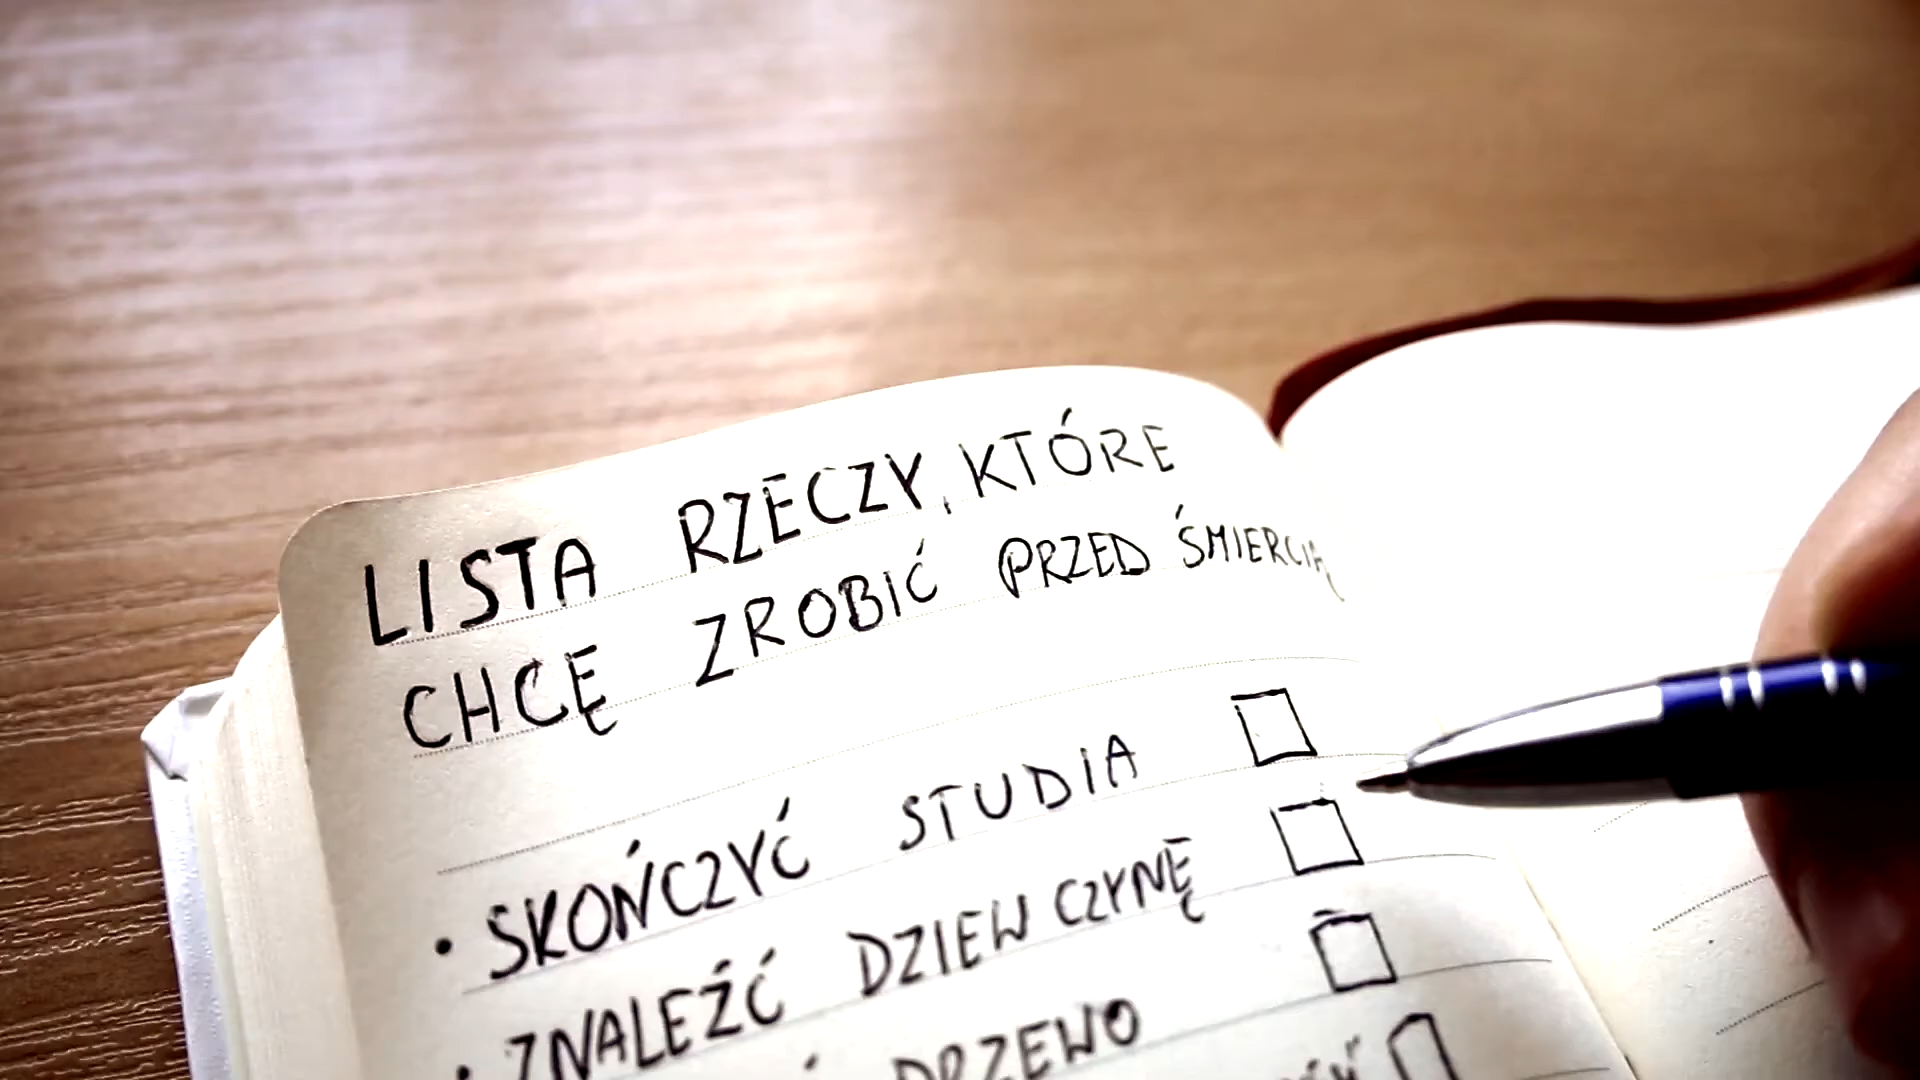 LISTA RZECZY, KTÓRE
CHCĘ ZROBIĆ PRZED ŚMIERCIĄ
• SKOŃCZYĆ STUDIA
• ZNALEŹĆ DZIEWCZYNĘ
DRZEWO